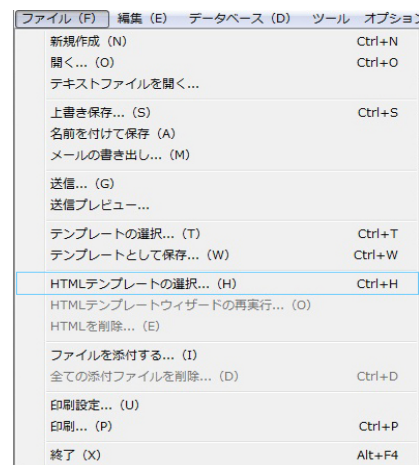 ファイル（F） 編集（E） データベース（D） ツール オプション
新規作成（N） Ctrl+N
開く...（O） Ctrl+O
テキストファイルを開く...
上書き保存...（S） Ctrl+S
名前を付けて保存（A）
メールの書き出し...（M）
送信...（G）
送信プレビュー...
テンプレートの選択...（T） Ctrl+T
テンプレートとして保存...（W） Ctrl+W
HTMLテンプレートの選択...（H） Ctrl+H
HTMLテンプレートウィザードの再実行...（O）
HTMLを削除...（E）
ファイルを添付する...（I）
全ての添付ファイルを削除...（D） Ctrl+D
印刷設定...（U）
印刷...（P） Ctrl+P
終了（X） Alt+F4